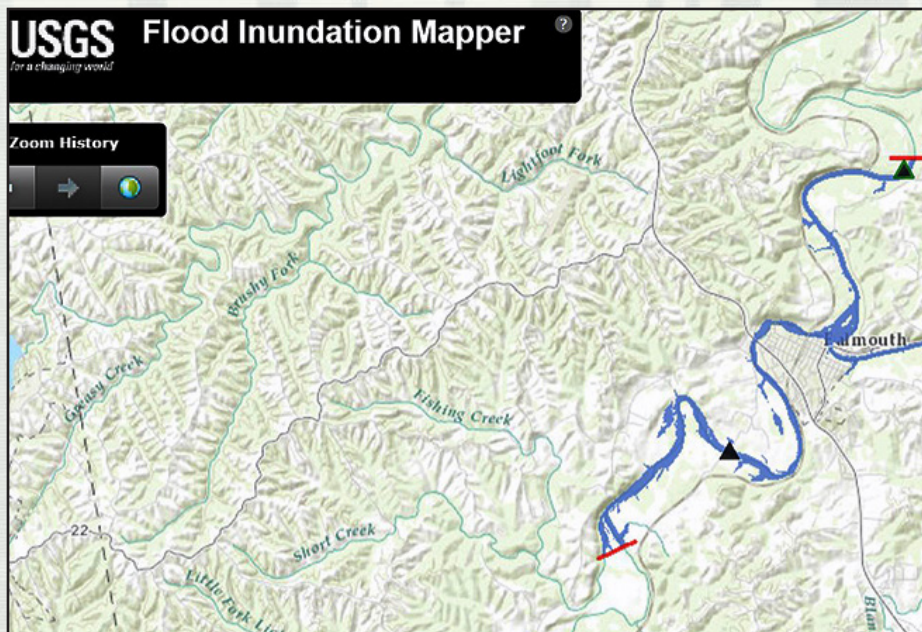 USGS
for a changing world
Flood Inundation Mapper
?
Zoom History
Lightfoot Fork
Brushy Fork
Falmouth
Greasy Creek
Fishing Creek
22
Short Creek
Little Fork